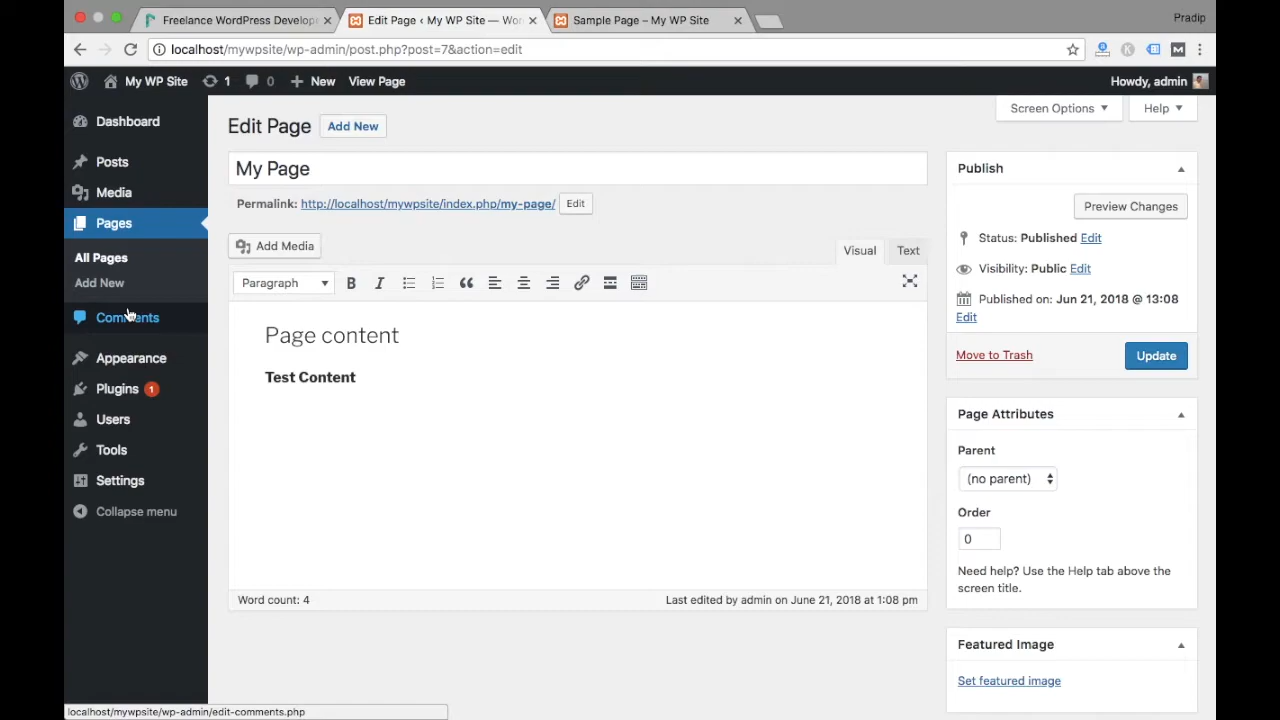 Freelance WordPress Develop
Edit Page ‹ My WP Site — Wor
Sample Page – My WP Site
Pradip
localhost/mywpsite/wp-admin/post.php?post=7&action=edit
My WP Site
1
0
New
View Page
Howdy, admin
Dashboard
Posts
Media
Pages
All Pages
Add New
Comments
Appearance
Plugins 1
Users
Tools
Settings
Collapse menu
Screen Options
Help
Edit Page
Add New
My Page
Permalink: http://localhost/mywpsite/index.php/my-page/ Edit
Add Media
Visual
Text
Paragraph
B
I
Page content
Test Content
Word count: 4
Last edited by admin on June 21, 2018 at 1:08 pm
Publish
Preview Changes
Status: Published Edit
Visibility: Public Edit
Published on: Jun 21, 2018 @ 13:08
Edit
Move to Trash
Update
Page Attributes
Parent
(no parent)
Order
0
Need help? Use the Help tab above the
screen title.
Featured Image
Set featured image
localhost/mywpsite/wp-admin/edit-comments.php